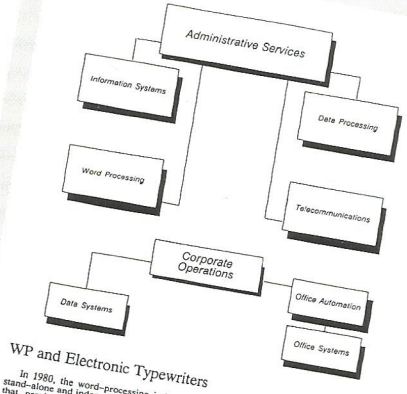 Administrative Services
Information Systems
Data Processing
Word Processing
Telecommunications
Corporate
Operations
Data Systems
Office Automation
Office Systems
WP and Electronic Typewriters
In 1980, the word-processing
stand-alone and
that